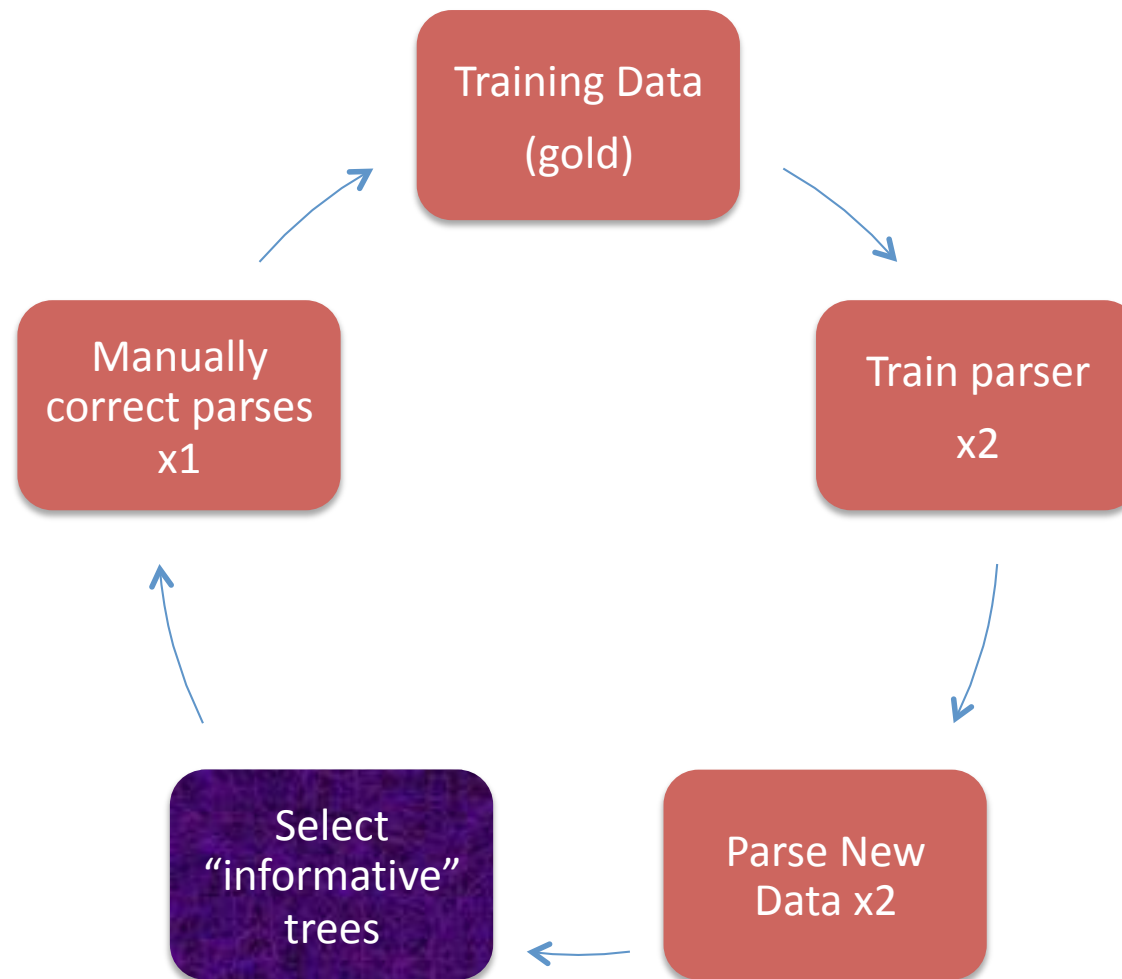 Training Data
(gold)
Train parser
x2
Parse New
Data x2
Select
“informative”
trees
Manually
correct parses
x1